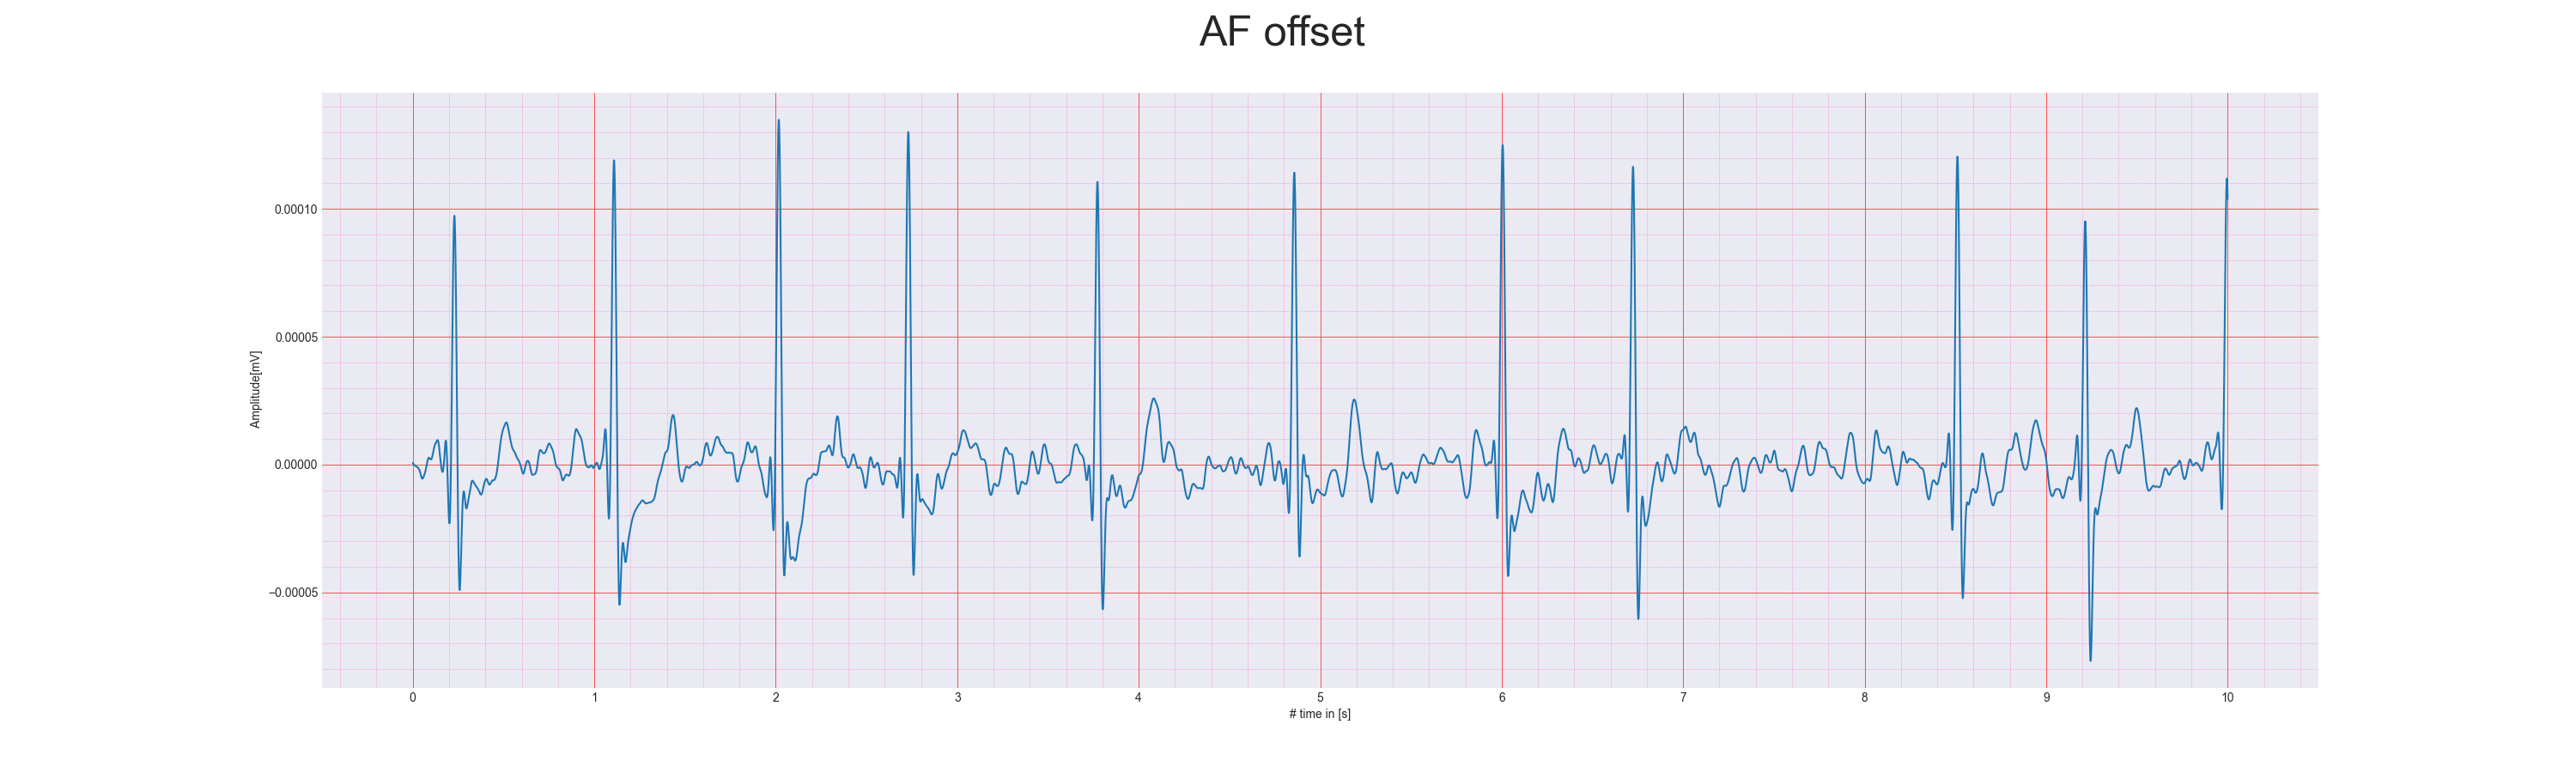 AF offset
0.00010
0.00005
0.00000
−0.00005
Amplitude[mV]
0 1 2 3 4 5 6 7 8 9 10
# time in [s]